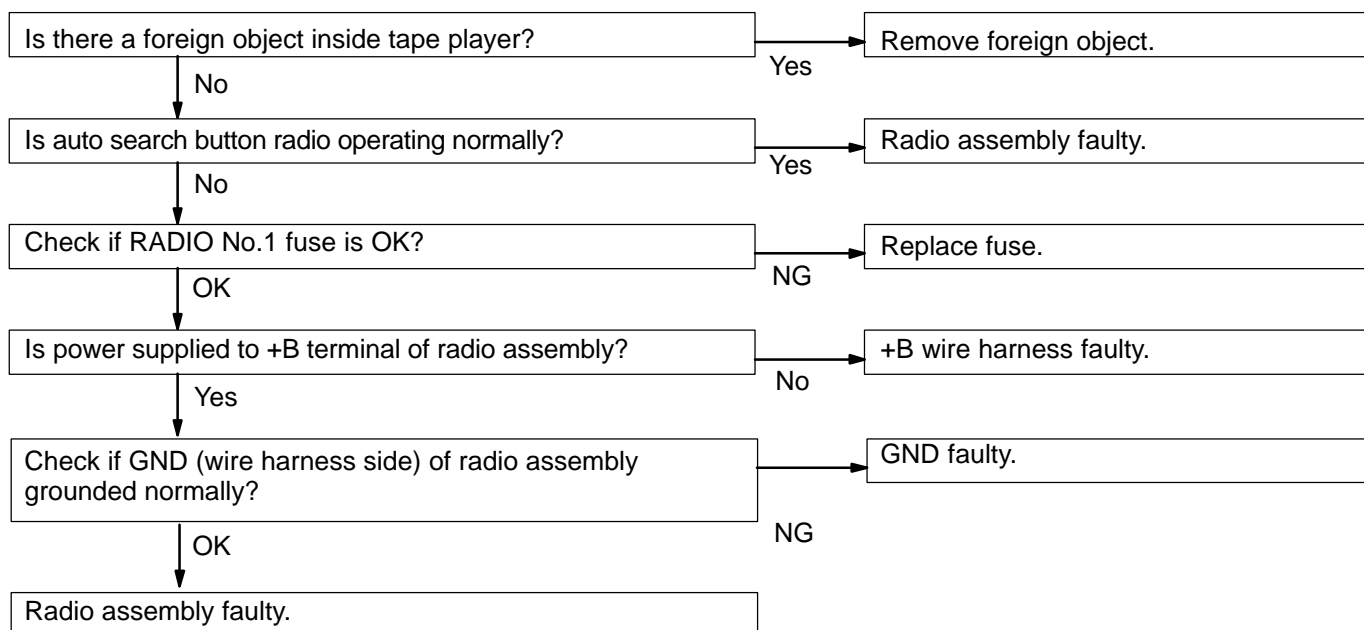 Is there a foreign object inside tape player?
Yes
Remove foreign object.
No
Is auto search button radio operating normally?
Yes
Radio assembly faulty.
No
Check if RADIO No.1 fuse is OK?
NG
Replace fuse.
OK
Is power supplied to +B terminal of radio assembly?
No
+B wire harness faulty.
Yes
Check if GND (wire harness side) of radio assembly
grounded normally?
NG
GND faulty.
OK
Radio assembly faulty.